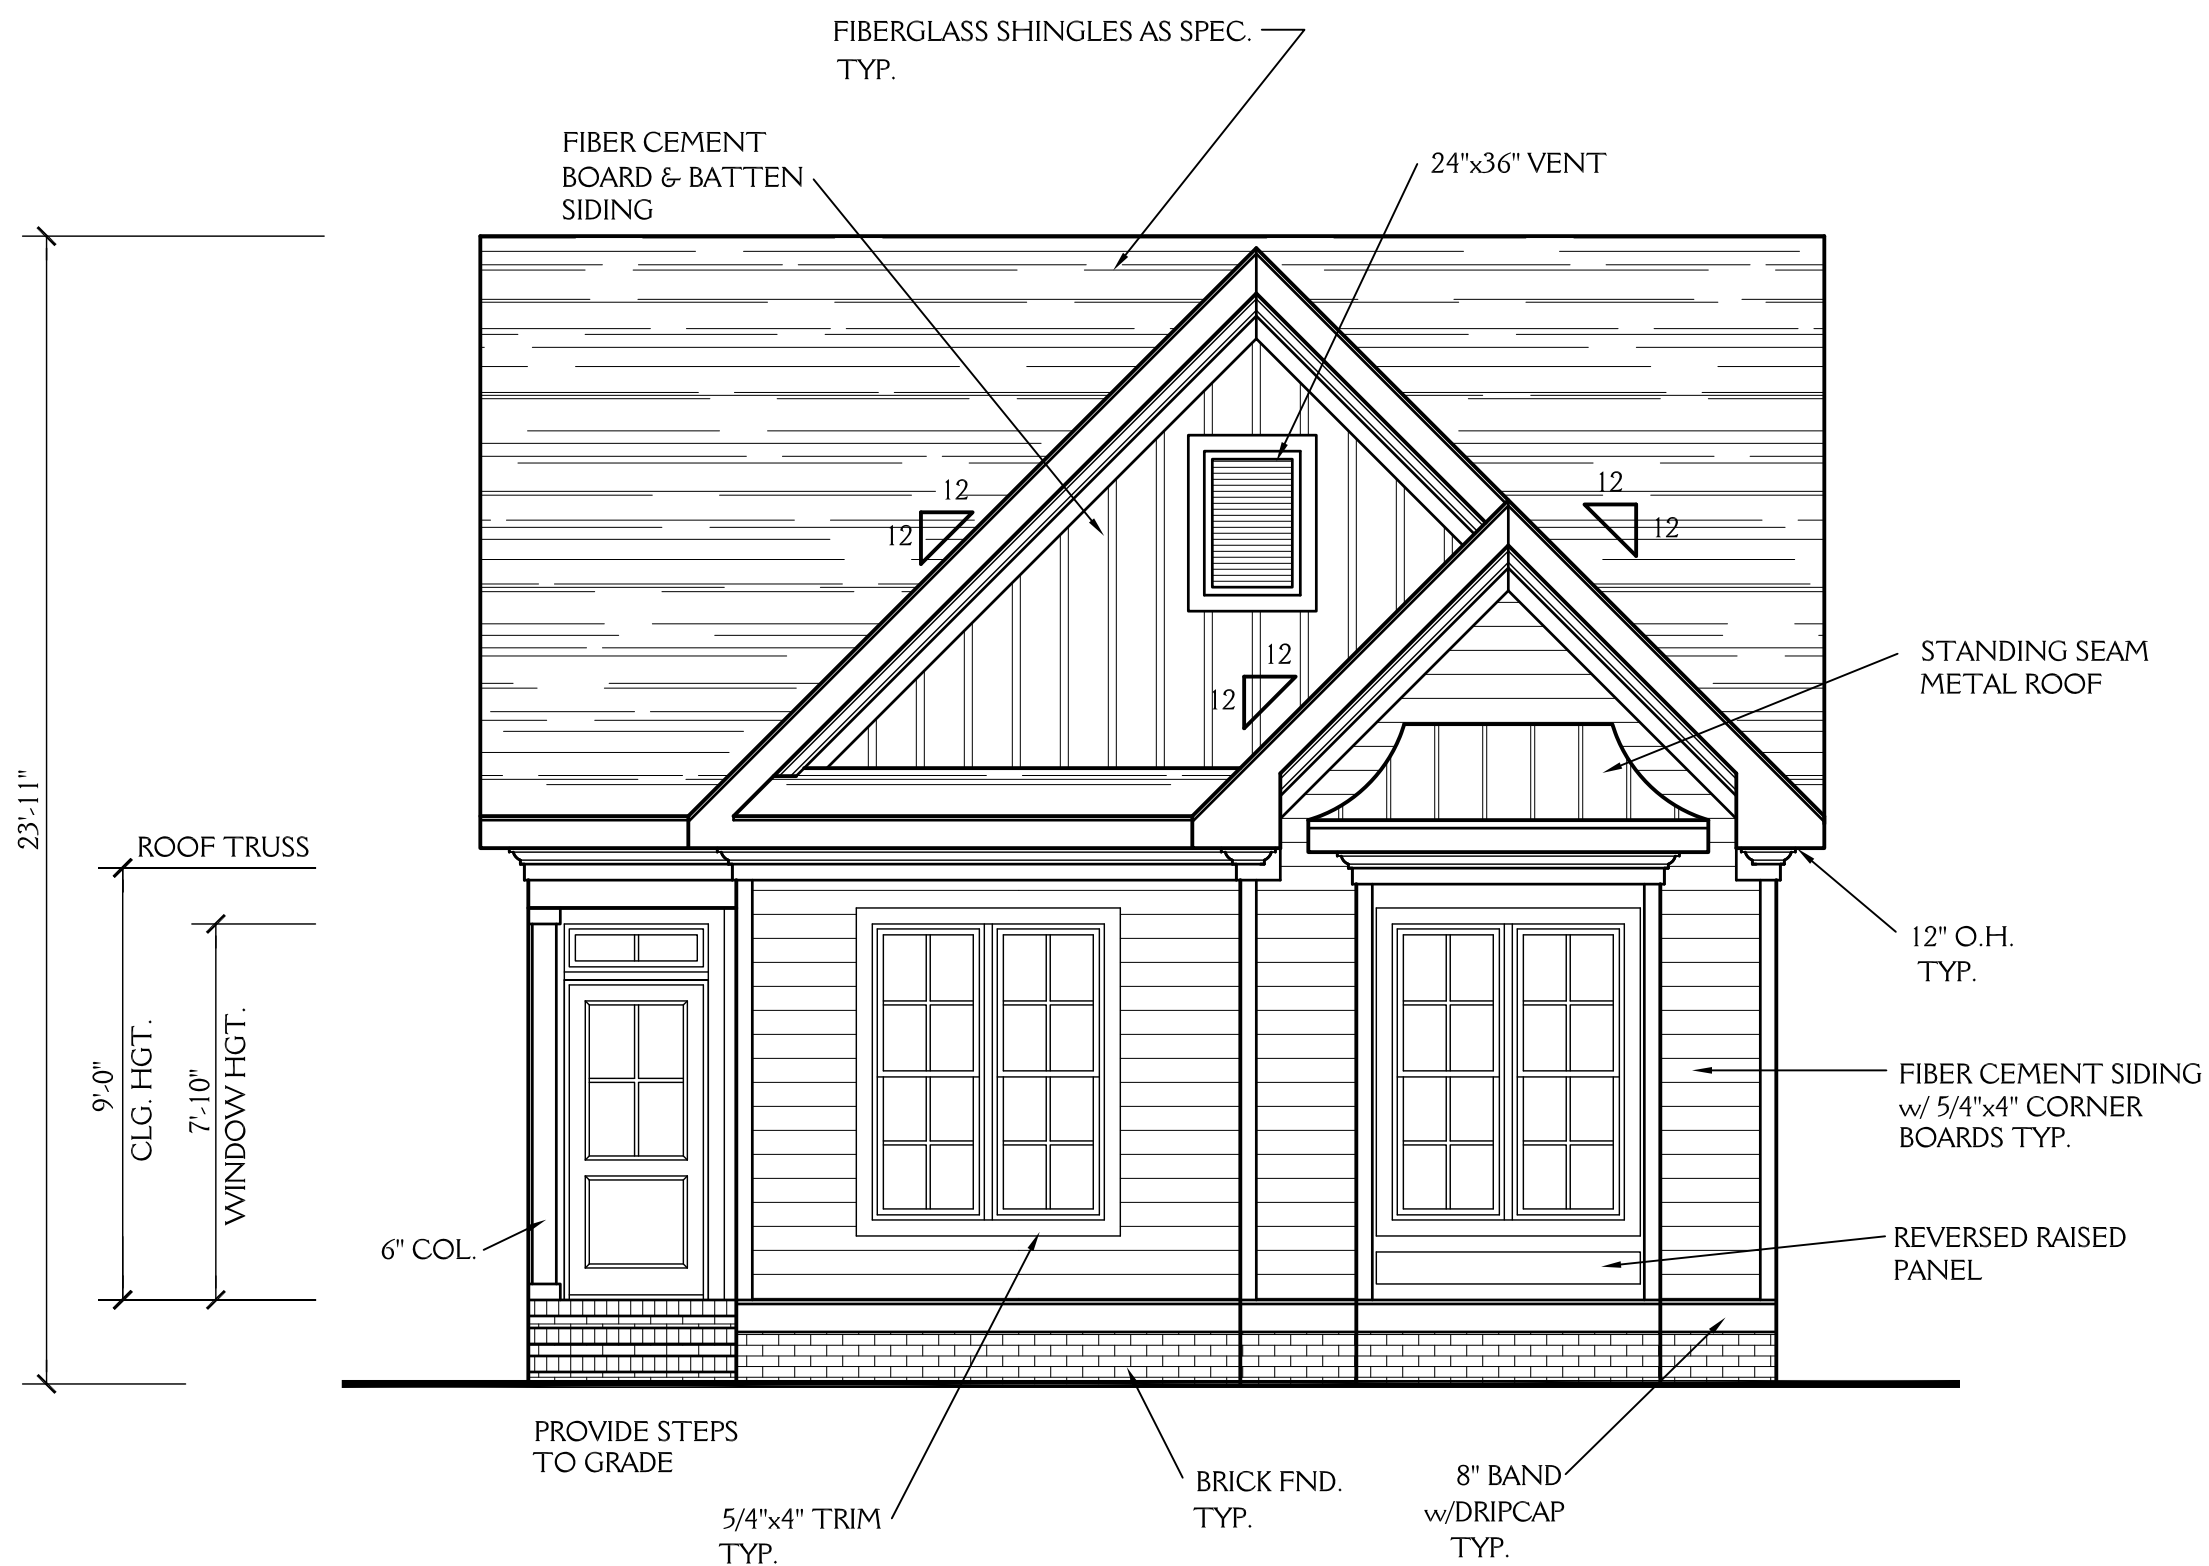 FIBERGLASS SHINGLES AS SPEC.
TYP.
FIBER CEMENT
BOARD & BATTEN
SIDING
24"x36" VENT
12
12
12
12
12
12
STANDING SEAM
METAL ROOF
23'-11"
ROOF TRUSS
9'-0"
CLG. HGT.
7'-10"
WINDOW HGT.
12" O.H.
TYP.
FIBER CEMENT SIDING
w/ 5/4"x4" CORNER
BOARDS TYP.
6" COL.
REVERSED RAISED
PANEL
PROVIDE STEPS
TO GRADE
5/4"x4" TRIM
TYP.
BRICK FND.
TYP.
8" BAND
w/DRIPCAP
TYP.